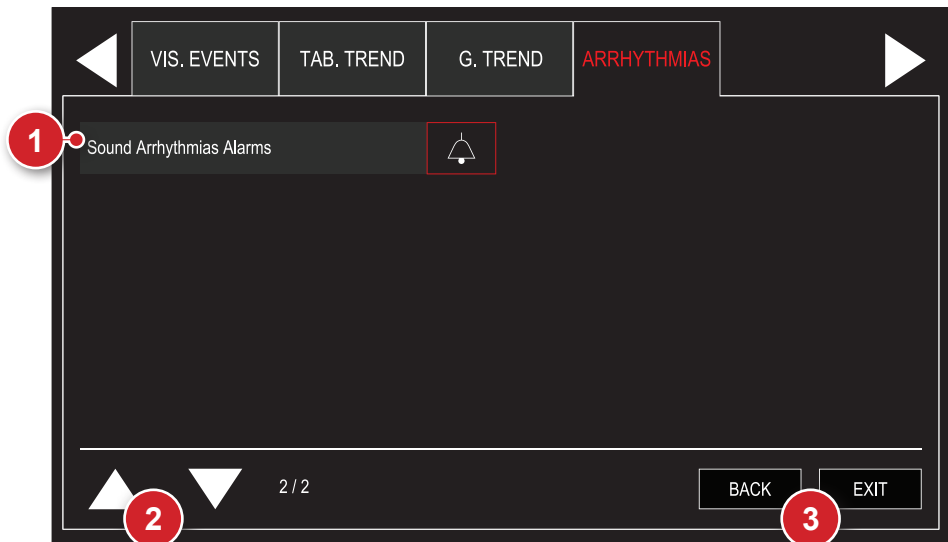 VIS. EVENTS TAB. TREND G. TREND ARRHYTHMIAS
1
Sound Arrhythmias Alarms
2 / 2 BACK EXIT
2 3